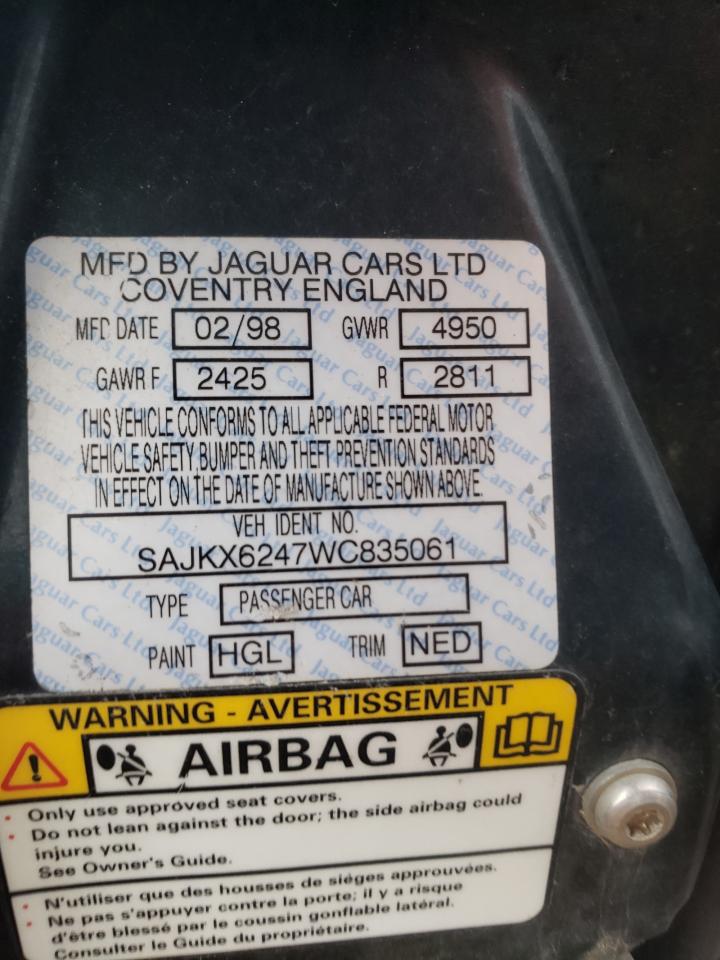 MFD BY JAGUAR CARS LTD
COVENTRY ENGLAND
MFD DATE 02/98 GVWR 4950
GAWR F 2425 R 2811
THIS VEHICLE CONFORMS TO ALL APPLICABLE FEDERAL MOTOR
VEHICLE SAFETY, BUMPER AND THEFT PREVENTION STANDARDS
IN EFFECT ON THE DATE OF MANUFACTURE SHOWN ABOVE.
VEH IDENT NO.
SAJKX6247WC835061
TYPE PASSENGER CAR
PAINT HGL TRIM NED
WARNING - AVERTISSEMENT
AIRBAG
• Only use approved seat covers.
• Do not lean against the door; the side airbag could
injure you.
See Owner's Guide.
• N'utiliser que des housses de siéges approuvées.
• Ne pas s'appuyer contre la porte; il y a risque
d'être blessé par le coussin gonflable latéral.
Consulter le Guide du propriétaire.